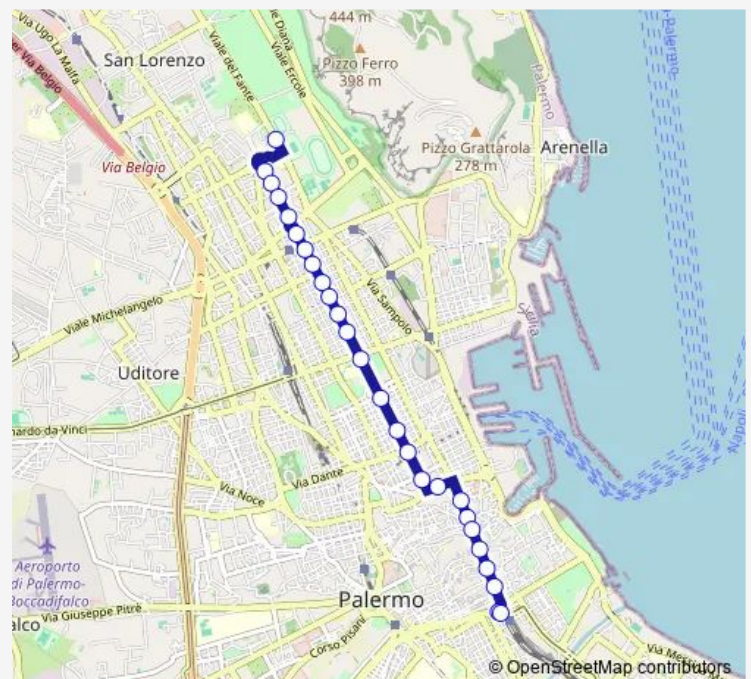 444 m
Via Ugo La Malfa
San Lorenzo
Viale del Fante
Viale Ercole
Pizzo Ferro
398 m
Palermo
Palermo
Pizzo Grattarola
278 m
Arenella
Via Belgio
Viale Michelangelo
Via Sampolo
Uditore
Napoli
Via Dante
Via Noce
Aeroporto
di Palermo-
Boccadifalco
Palermo
Via Giuseppe Pitrè
Corso Pisani
© OpenStreetMap contributors